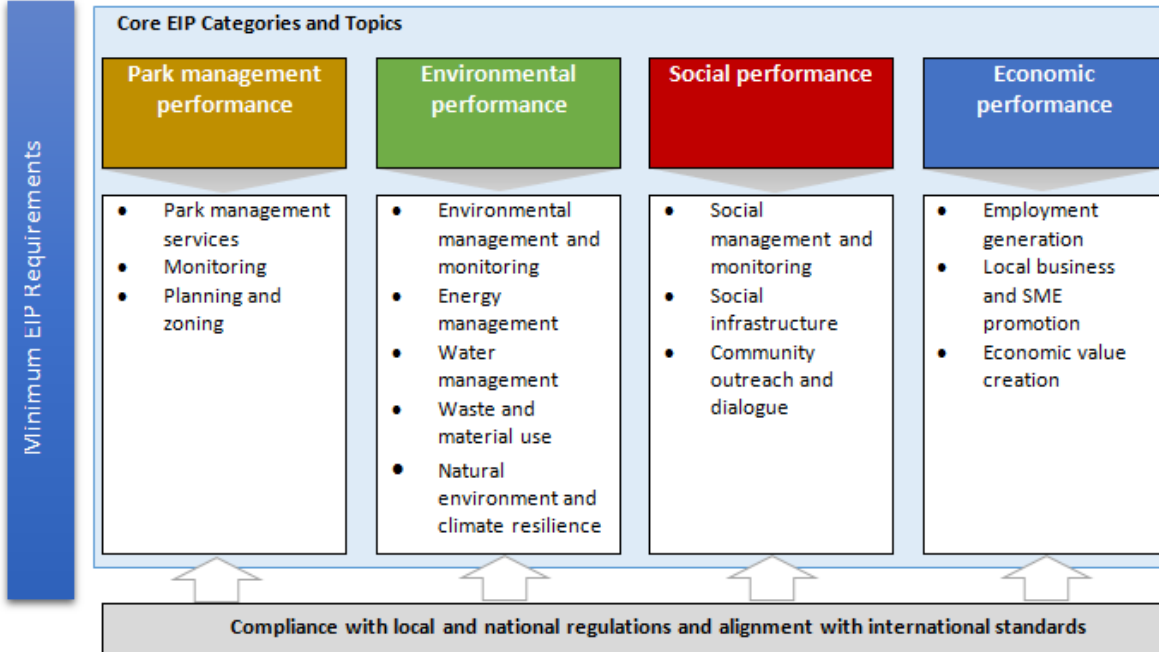 Minimum EIP Requirements
Core EIP Categories and Topics
Park management
performance
• Park management
services
• Monitoring
• Planning and
zoning
Environmental
performance
• Environmental
management and
monitoring
• Energy
management
• Water
management
• Waste and
material use
• Natural
environment and
climate resilience
Social performance
• Social
management and
monitoring
• Social
infrastructure
• Community
outreach and
dialogue
Economic
performance
• Employment
generation
• Local business
and SME
promotion
• Economic value
creation
Compliance with local and national regulations and alignment with international standards